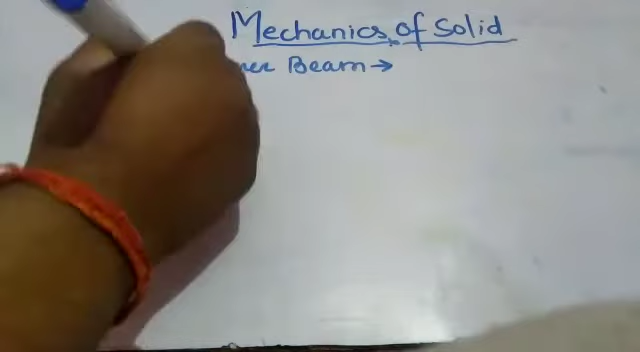 Mechanics of Solid
Beam →